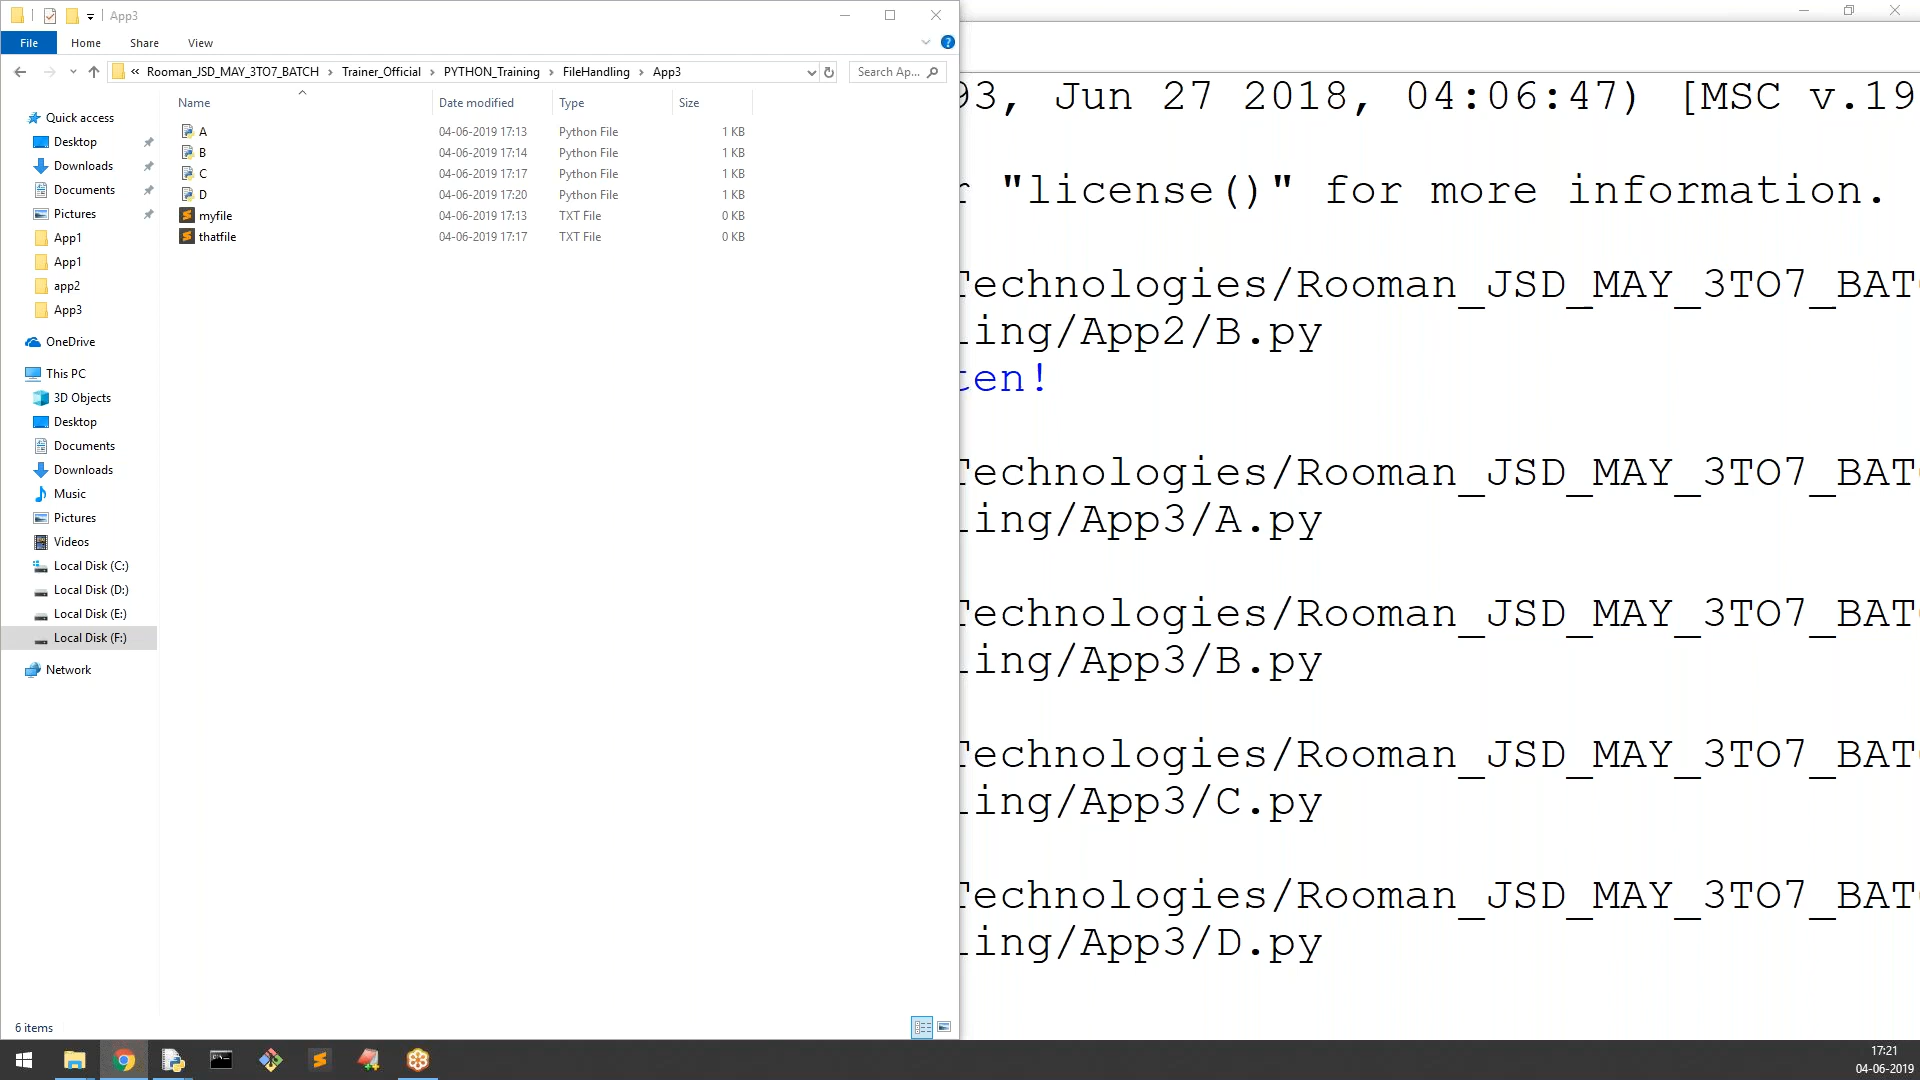 App3
File Home Share View
« Rooman_JSD_MAY_3TO7_BATCH › Trainer_Official › PYTHON_Training › FileHandling › App3
Search Ap...
Name Date modified Type Size
A 04-06-2019 17:13 Python File 1 KB
B 04-06-2019 17:14 Python File 1 KB
C 04-06-2019 17:17 Python File 1 KB
D 04-06-2019 17:20 Python File 1 KB
myfile 04-06-2019 17:13 TXT File 0 KB
thatfile 04-06-2019 17:17 TXT File 0 KB
Quick access
Desktop
Downloads
Documents
Pictures
App1
App1
app2
App3
OneDrive
This PC
3D Objects
Desktop
Documents
Downloads
Music
Pictures
Videos
Local Disk (C:)
Local Disk (D:)
Local Disk (E:)
Local Disk (F:)
Network
6 items
93, Jun 27 2018, 04:06:47) [MSC v.19
r "license()" for more information.
Technologies/Rooman_JSD_MAY_3TO7_BAT
ling/App2/B.py
ten!
Technologies/Rooman_JSD_MAY_3TO7_BAT
ling/App3/A.py
Technologies/Rooman_JSD_MAY_3TO7_BAT
ling/App3/B.py
Technologies/Rooman_JSD_MAY_3TO7_BAT
ling/App3/C.py
Technologies/Rooman_JSD_MAY_3TO7_BAT
ling/App3/D.py
17:21
04-06-2019